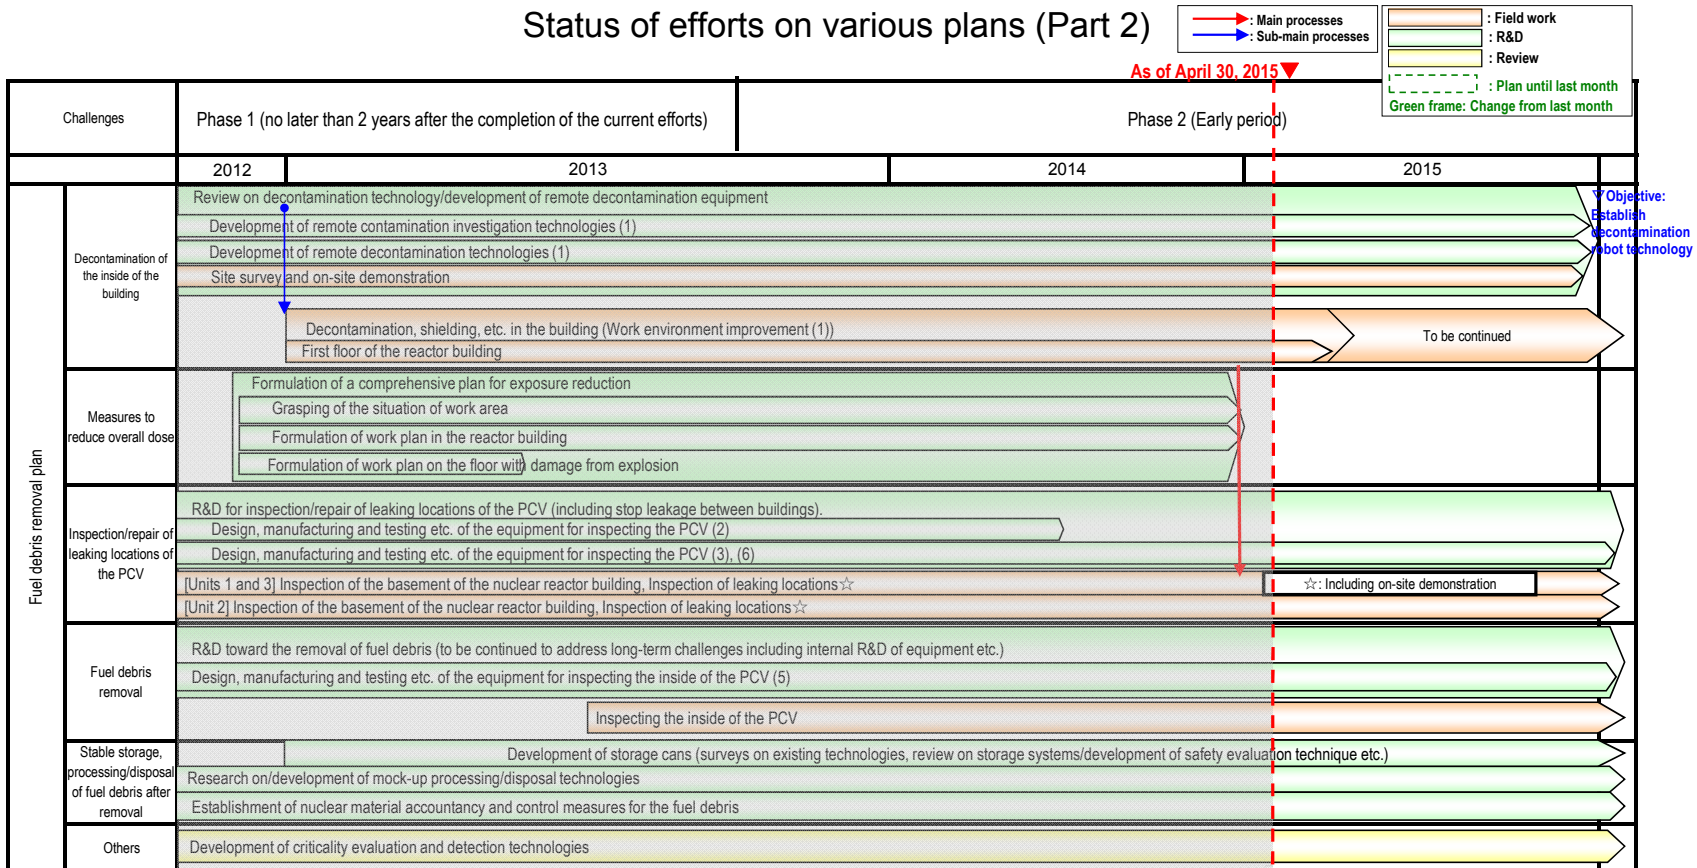 Status of efforts on various plans (Part 2)
: Main processes
: Sub-main processes
: Field work
: R&D
: Review
: Plan until last month
Green frame: Change from last month
As of April 30, 2015▼
Challenges
Phase 1 (no later than 2 years after the completion of the current efforts)
Phase 2 (Early period)
2012
2013
2014
2015
Fuel debris removal plan
Decontamination of
the inside of the
building
Review on decontamination technology/development of remote decontamination equipment
Development of remote contamination investigation technologies (1)
Development of remote decontamination technologies (1)
Site survey and on-site demonstration
▽Objective:
Establish
decontamination
robot technology
Decontamination, shielding, etc. in the building (Work environment improvement (1))
First floor of the reactor building
To be continued
Measures to
reduce overall dose
Formulation of a comprehensive plan for exposure reduction
Grasping of the situation of work area
Formulation of work plan in the reactor building
Formulation of work plan on the floor with damage from explosion
Inspection/repair of
leaking locations of
the PCV
R&D for inspection/repair of leaking locations of the PCV (including stop leakage between buildings).
Design, manufacturing and testing etc. of the equipment for inspecting the PCV (2)
Design, manufacturing and testing etc. of the equipment for inspecting the PCV (3), (6)
[Units 1 and 3] Inspection of the basement of the nuclear reactor building, Inspection of leaking locations☆
☆: Including on-site demonstration
[Unit 2] Inspection of the basement of the nuclear reactor building, Inspection of leaking locations☆
Fuel debris
removal
R&D toward the removal of fuel debris (to be continued to address long-term challenges including internal R&D of equipment etc.)
Design, manufacturing and testing etc. of the equipment for inspecting the inside of the PCV (5)
Inspecting the inside of the PCV
Stable storage,
processing/disposal
of fuel debris after
removal
Development of storage cans (surveys on existing technologies, review on storage systems/development of safety evaluation technique etc.)
Research on/development of mock-up processing/disposal technologies
Establishment of nuclear material accountancy and control measures for the fuel debris
Others
Development of criticality evaluation and detection technologies